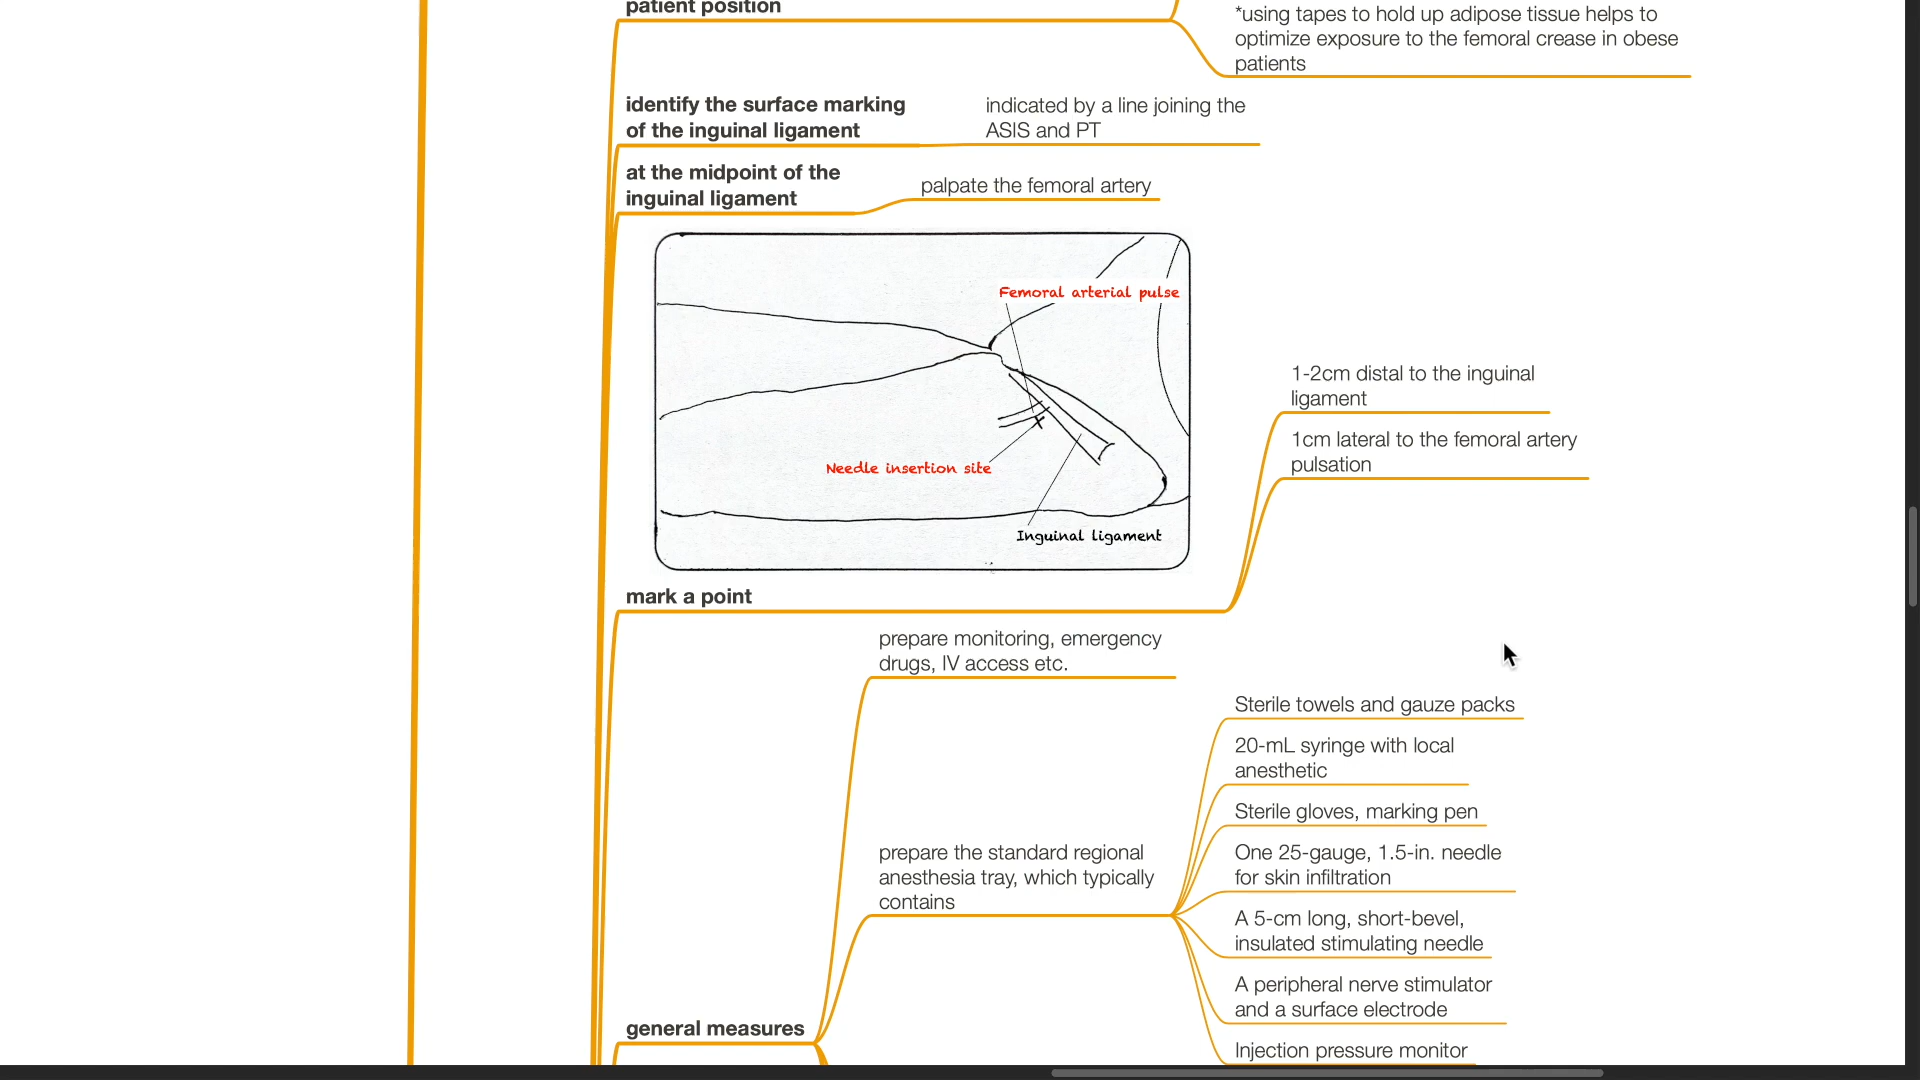 patient position
*using tapes to hold up adipose tissue helps to
optimize exposure to the femoral crease in obese
patients
identify the surface marking
of the inguinal ligament
indicated by a line joining the
ASIS and PT
at the midpoint of the
inguinal ligament
palpate the femoral artery
Femoral arterial pulse
Needle insertion site
Inguinal ligament
mark a point
1-2cm distal to the inguinal
ligament
1cm lateral to the femoral artery
pulsation
general measures
prepare monitoring, emergency
drugs, IV access etc.
prepare the standard regional
anesthesia tray, which typically
contains
Sterile towels and gauze packs
20-mL syringe with local
anesthetic
Sterile gloves, marking pen
One 25-gauge, 1.5-in. needle
for skin infiltration
A 5-cm long, short-bevel,
insulated stimulating needle
A peripheral nerve stimulator
and a surface electrode
Injection pressure monitor